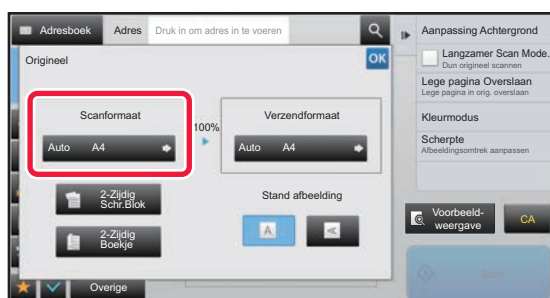 Adresboek
Adres
Druk in om adres in te voeren
Origineel
OK
Scanformaat
100%
Verzendformaat
Auto A4
Auto A4
2-Zijdig
Schr.Blok
2-Zijdig
Boekje
Stand afbeelding
A
A
Overige
Aanpassing Achtergrond
Langzamer Scan Mode.
Dun origineel scannen
Lege pagina Overslaan
Lege pagina in orig. overslaan
Kleurmodus
Scherpte
Afbeeldingsomtrek aanpassen
Voorbeeld-
weergave
CA
Start